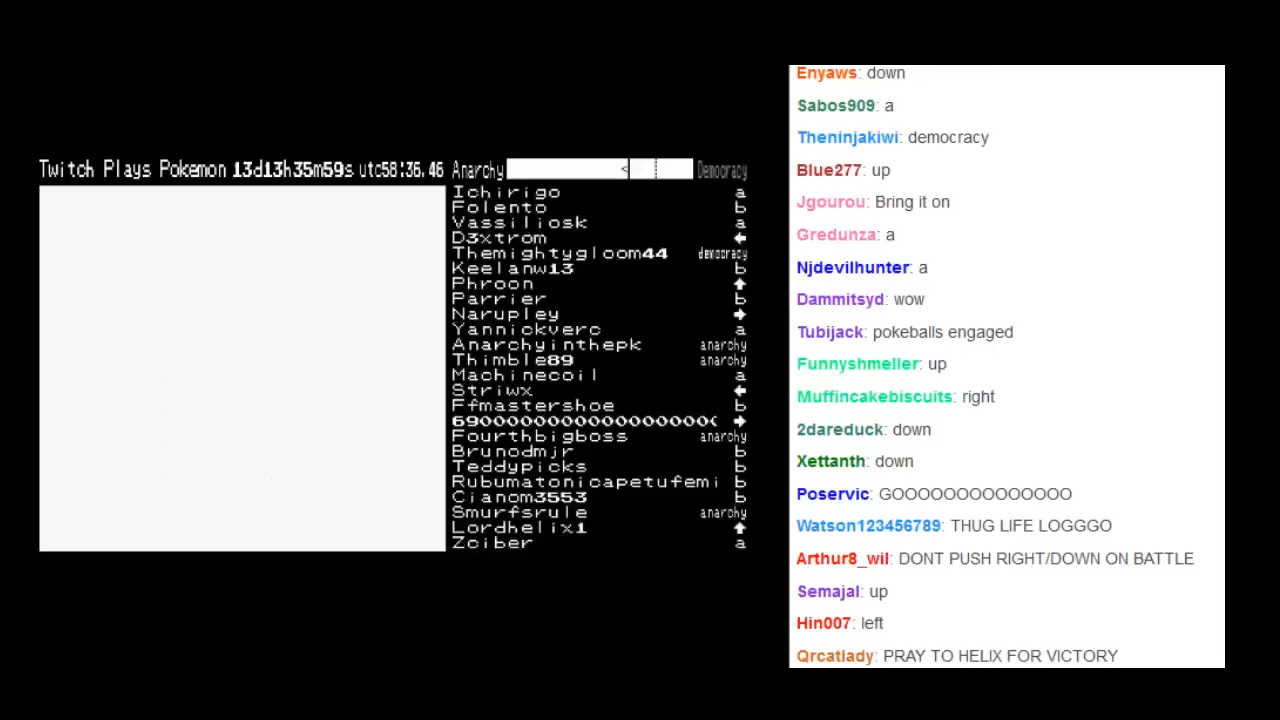 Twitch Plays Pokemon 13d13h35m59s utc58:36.46
Anarchy < Democracy
Ichirigo a
Folento b
Vassiliosk a
D3xtrom ←
Themightygloom44 democracy
Keelanw13 b
Phroon ↑
Parrier b
Narupley →
Yannickverc a
Anarchyinthepk anarchy
Thimble89 anarchy
Machinecoil a
Striwx ←
Ffmastershoe b
690000000000000000000( →
Fourthbigboss anarchy
Brunodmjr b
Teddypicks b
Rubumatonicapetufemi b
Cianom3553 b
Smurfsrule anarchy
Lordhelix1 ↑
Zciber a
Enyaws: down
Sabos909: a
Theninjakiwi: democracy
Blue277: up
Jgourou: Bring it on
Gredunza: a
Njdevilhunter: a
Dammitsyd: wow
Tubijack: pokeballs engaged
Funnyshmeller: up
Muffincakebiscuits: right
2dareduck: down
Xettanth: down
Poservic: GOOOOOOOOOOOOOO
Watson123456789: THUG LIFE LOGGGO
Arthur8_wil: DONT PUSH RIGHT/DOWN ON BATTLE
Semajal: up
Hin007: left
Qrcatlady: PRAY TO HELIX FOR VICTORY